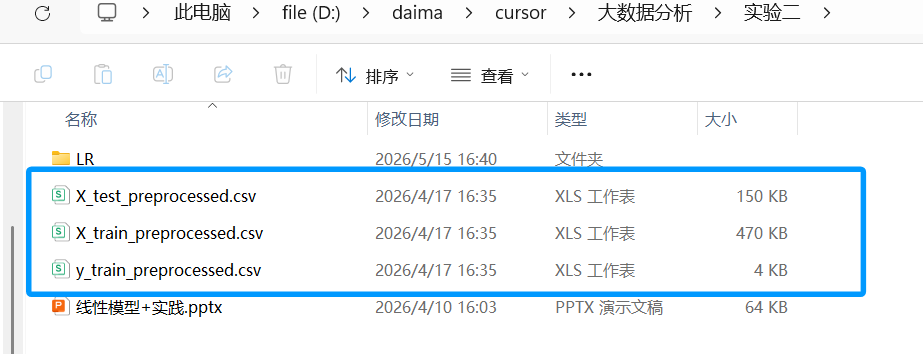 此电脑 > file (D:) > daima > cursor > 大数据分析 > 实验二 >
排序 查看 •••
名称 修改日期 类型 大小
LR 2026/5/15 16:40 文件夹
X_test_preprocessed.csv 2026/4/17 16:35 XLS 工作表 150 KB
X_train_preprocessed.csv 2026/4/17 16:35 XLS 工作表 470 KB
y_train_preprocessed.csv 2026/4/17 16:35 XLS 工作表 4 KB
线性模型+实践.pptx 2026/4/10 16:03 PPTX 演示文稿 64 KB